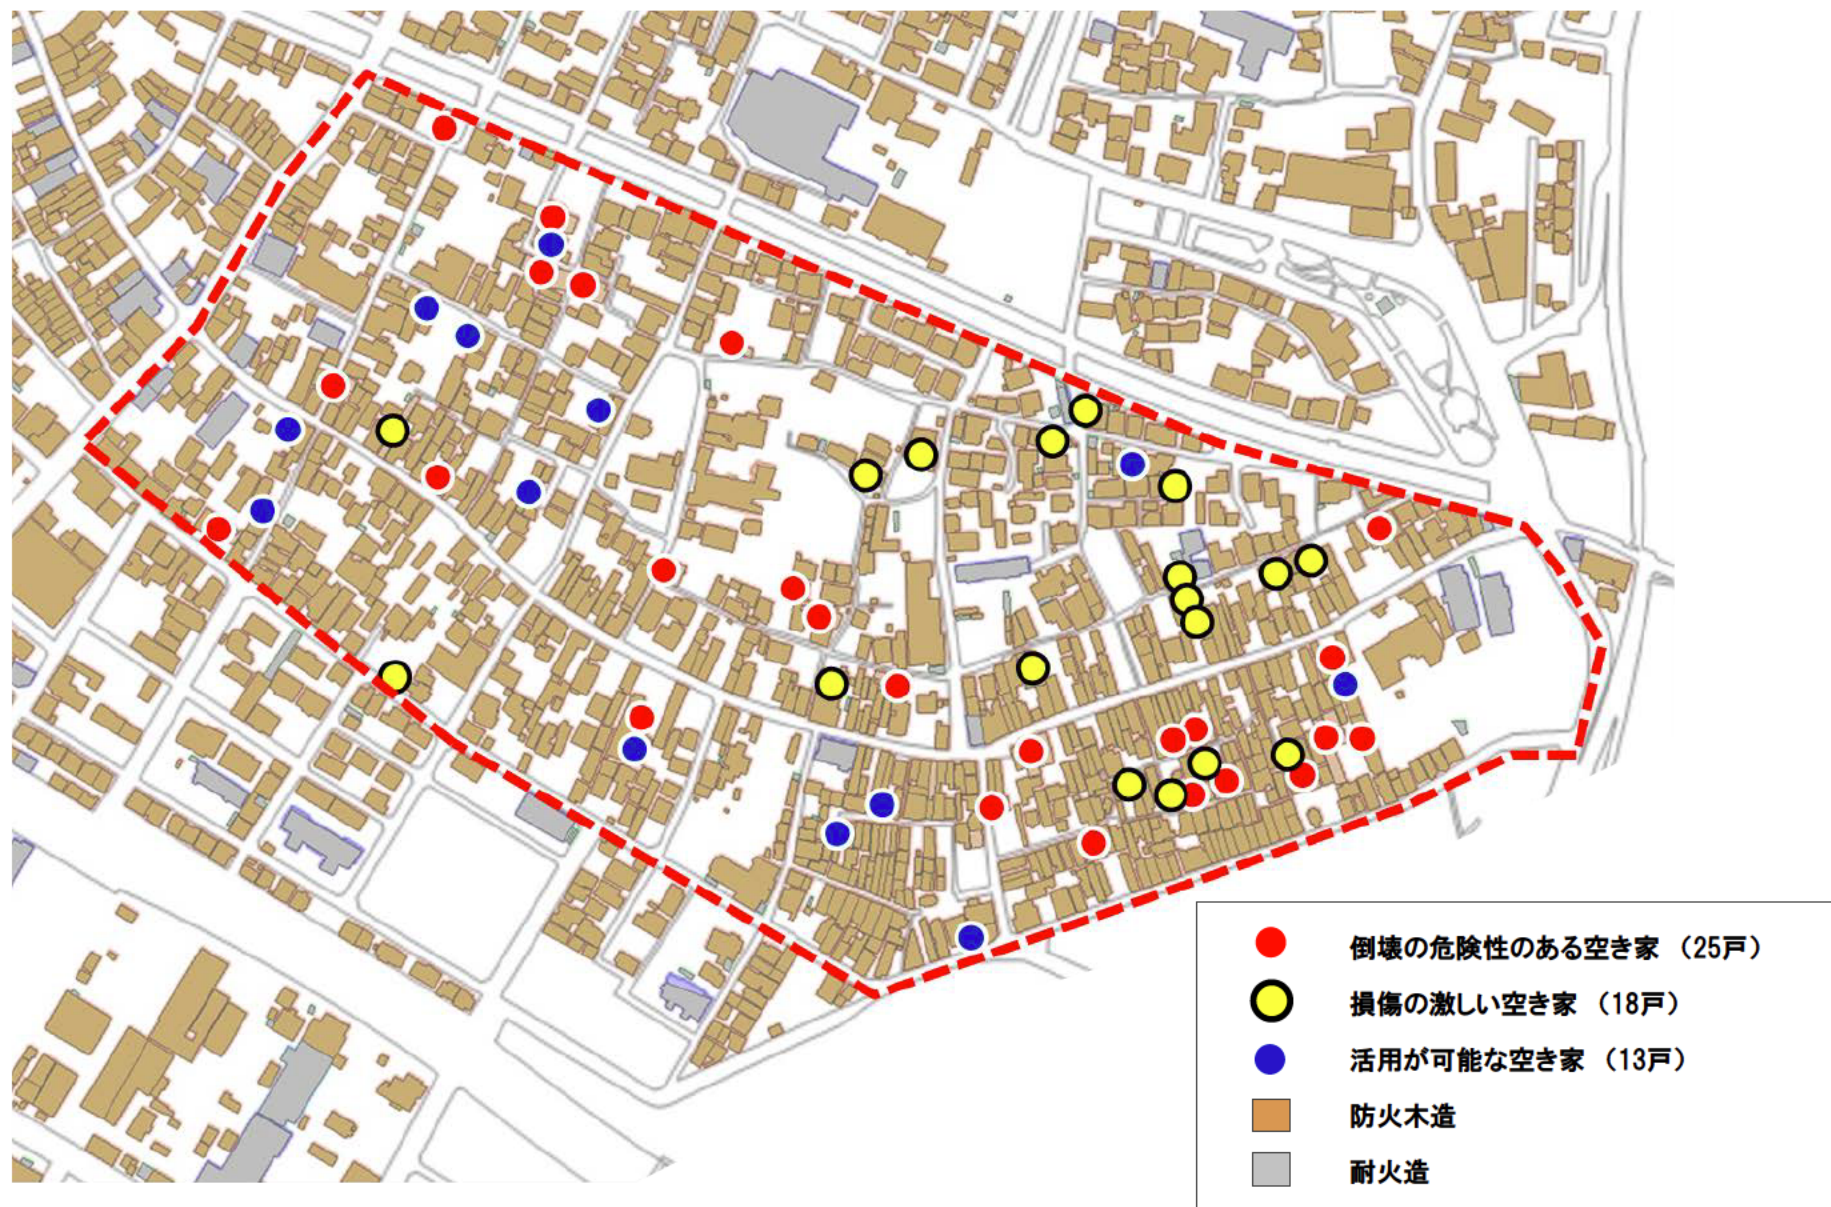 倒壊の危険性のある空き家 (25戸)
損傷の激しい空き家 (18戸)
活用が可能な空き家 (13戸)
防火木造
耐火造